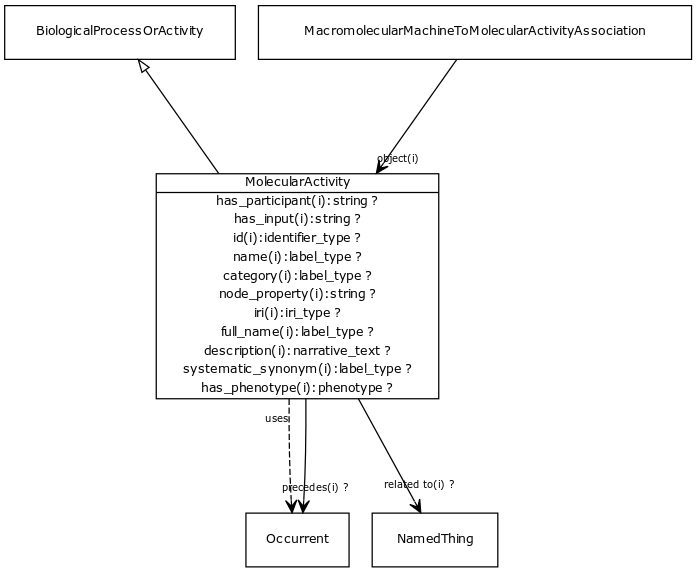 BiologicalProcessOrActivity
MacromolecularMachineToMolecularActivityAssociation
object(i)
MolecularActivity
has_participant(i):string ?
has_input(i):string ?
id(i):identifier_type ?
name(i):label_type ?
category(i):label_type ?
node_property(i):string ?
iri(i):iri_type ?
full_name(i):label_type ?
description(i):narrative_text ?
systematic_synonym(i):label_type ?
has_phenotype(i):phenotype ?
uses
precedes(i) ?
related to(i) ?
Occurrent
NamedThing